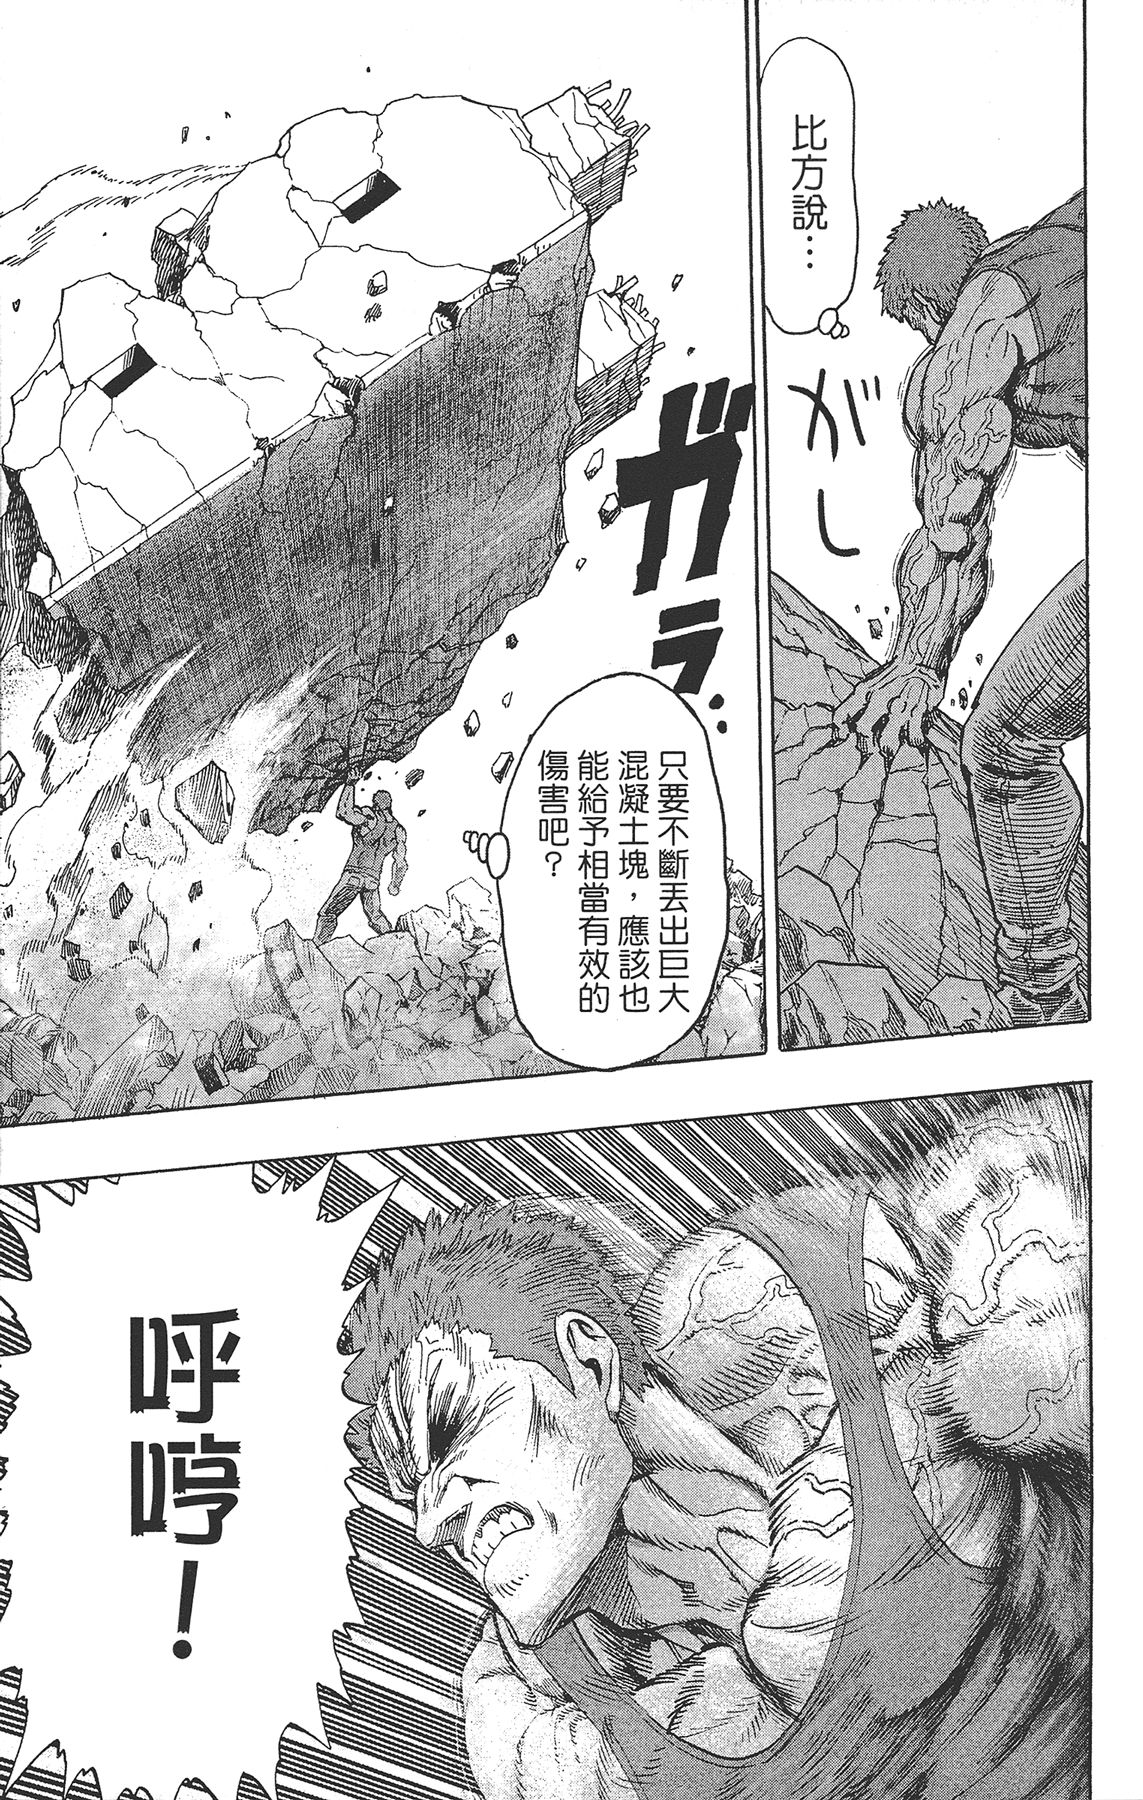 比方說…
がし
ガラ…
只要不斷丟出巨大
混凝土塊，應該也
能給予相當有效的
傷害吧？
呼哼！